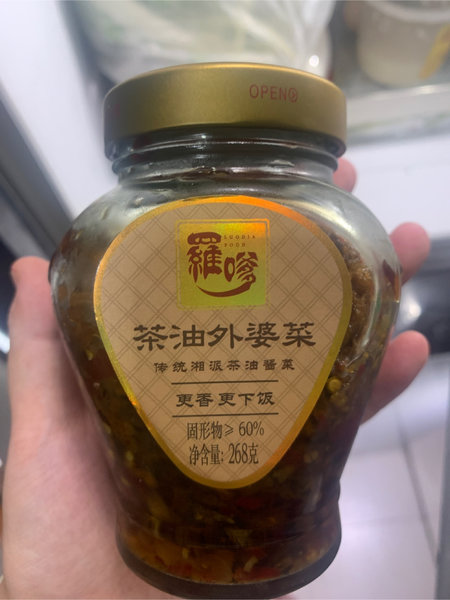 OPEN
羅嗲
LUODIA
FOOD
茶油外婆菜
传统湘派茶油酱菜
更香更下饭
固形物≥60%
净含量:268克